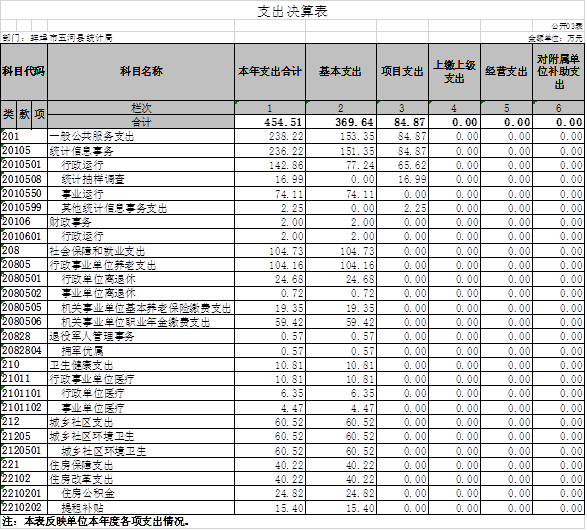 支出决算表
公开03表
部门：蚌埠市五河县统计局 金额单位：万元
科目代码 科目名称 本年支出合计 基本支出 项目支出 上缴上级支出 经营支出 对附属单位补助支出
类 款 项 栏次 1 2 3 4 5 6
合计 454.51 369.64 84.87 0.00 0.00 0.00
201 一般公共服务支出 238.22 153.35 84.87 0.00 0.00 0.00
20105 统计信息事务 236.22 151.35 84.87 0.00 0.00 0.00
2010501 行政运行 142.86 77.24 65.62 0.00 0.00 0.00
2010508 统计抽样调查 16.99 0.00 16.99 0.00 0.00 0.00
2010550 事业运行 74.11 74.11 0.00 0.00 0.00 0.00
2010599 其他统计信息事务支出 2.25 0.00 2.25 0.00 0.00 0.00
20106 财政事务 2.00 2.00 0.00 0.00 0.00 0.00
2010601 行政运行 2.00 2.00 0.00 0.00 0.00 0.00
208 社会保障和就业支出 104.73 104.73 0.00 0.00 0.00 0.00
20805 行政事业单位养老支出 104.16 104.16 0.00 0.00 0.00 0.00
2080501 行政单位离退休 24.68 24.68 0.00 0.00 0.00 0.00
2080502 事业单位离退休 0.72 0.72 0.00 0.00 0.00 0.00
2080505 机关事业单位基本养老保险缴费支出 19.35 19.35 0.00 0.00 0.00 0.00
2080506 机关事业单位职业年金缴费支出 59.42 59.42 0.00 0.00 0.00 0.00
20828 退役军人管理事务 0.57 0.57 0.00 0.00 0.00 0.00
2082804 拥军优属 0.57 0.57 0.00 0.00 0.00 0.00
210 卫生健康支出 10.81 10.81 0.00 0.00 0.00 0.00
21011 行政事业单位医疗 10.81 10.81 0.00 0.00 0.00 0.00
2101101 行政单位医疗 6.35 6.35 0.00 0.00 0.00 0.00
2101102 事业单位医疗 4.47 4.47 0.00 0.00 0.00 0.00
212 城乡社区支出 60.52 60.52 0.00 0.00 0.00 0.00
21205 城乡社区环境卫生 60.52 60.52 0.00 0.00 0.00 0.00
2120501 城乡社区环境卫生 60.52 60.52 0.00 0.00 0.00 0.00
221 住房保障支出 40.22 40.22 0.00 0.00 0.00 0.00
22102 住房改革支出 40.22 40.22 0.00 0.00 0.00 0.00
2210201 住房公积金 24.82 24.82 0.00 0.00 0.00 0.00
2210202 提租补贴 15.40 15.40 0.00 0.00 0.00 0.00
注：本表反映单位本年度各项支出情况。